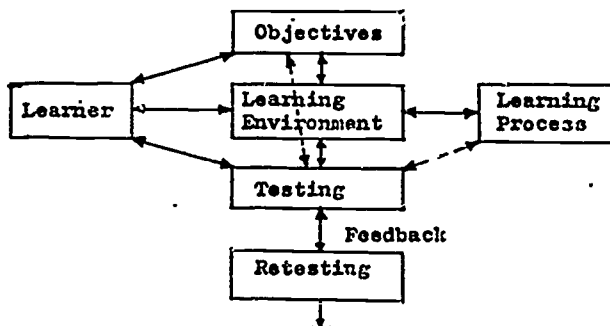 Objectives
Learner
Learning
Environment
Learning
Process
Testing
Feedback
Retesting